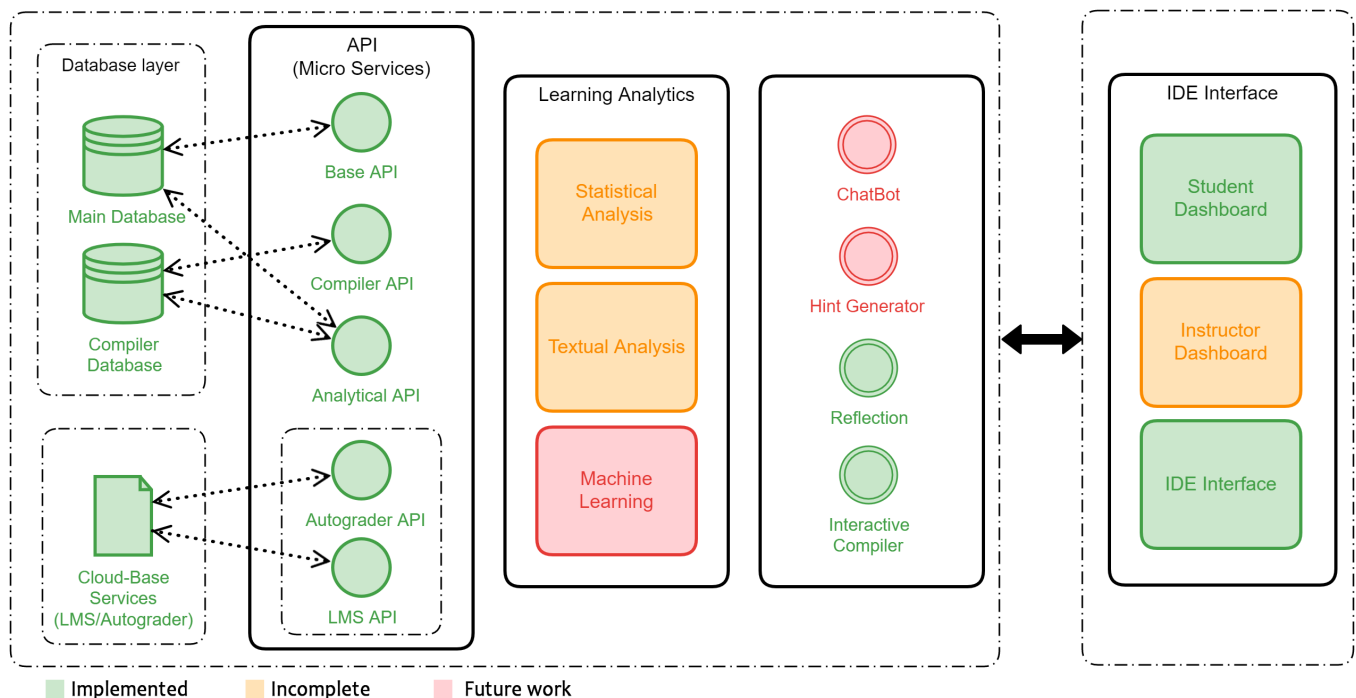 Database layer
Main Database
Compiler
Database
Cloud-Base
Services
(LMS/Autograder)
API
(Micro Services)
Base API
Compiler API
Analytical API
Autograder API
LMS API
Learning Analytics
Statistical
Analysis
Textual Analysis
Machine
Learning
ChatBot
Hint Generator
Reflection
Interactive
Compiler
IDE Interface
Student
Dashboard
Instructor
Dashboard
IDE Interface
Implemented
Incomplete
Future work